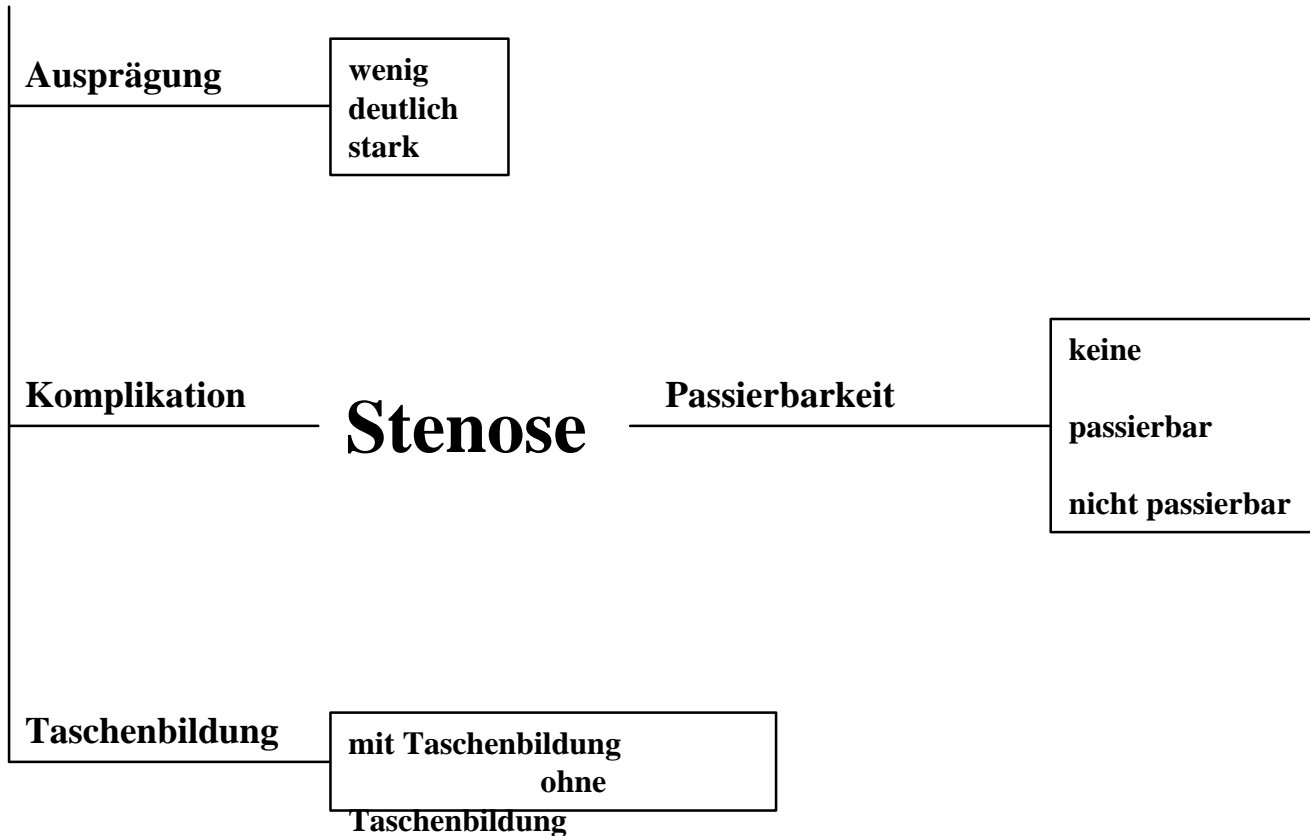 Ausprägung
wenig
deutlich
stark
Komplikation
Stenose
Passierbarkeit
keine
passierbar
nicht passierbar
Taschenbildung
mit Taschenbildung
ohne
Taschenbildung